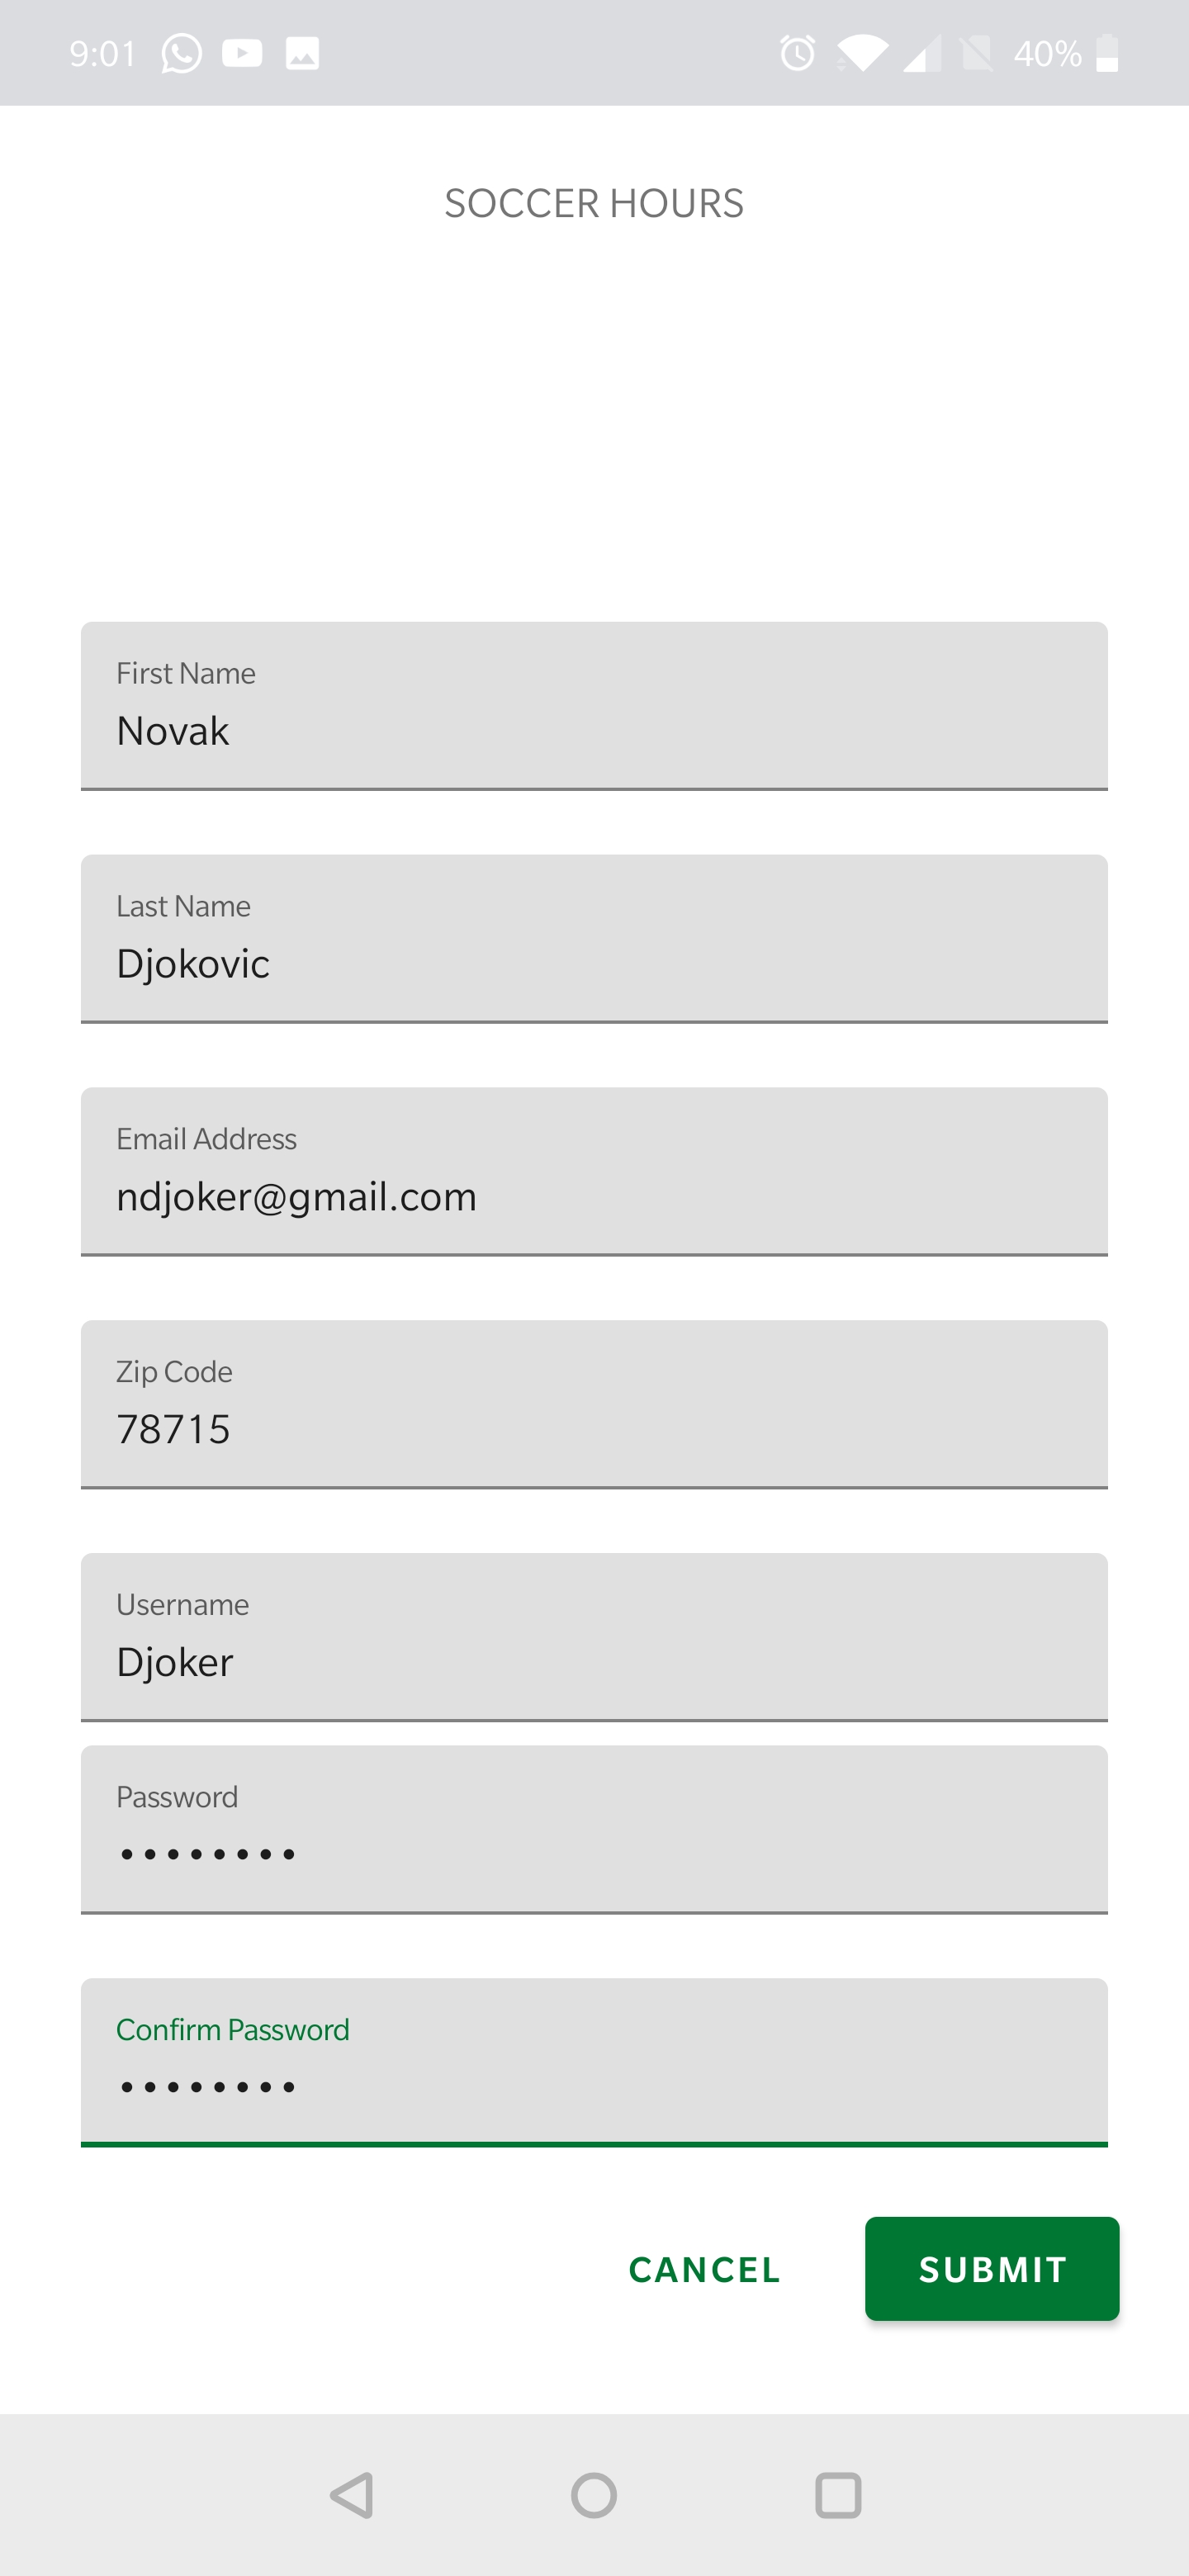 9:01 40%
SOCCER HOURS
First Name
Novak
Last Name
Djokovic
Email Address
ndjoker@gmail.com
Zip Code
78715
Username
Djoker
Password
••••••••
Confirm Password
••••••••
CANCEL SUBMIT